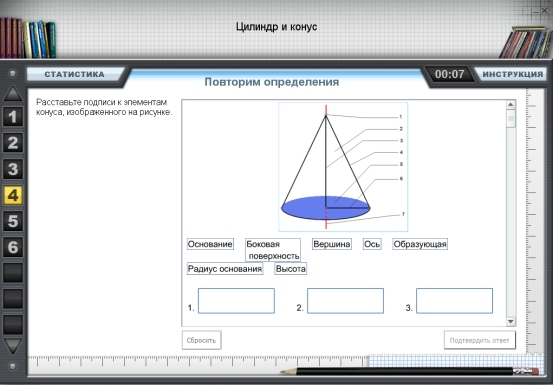 Цилиндр и конус
СТАТИСТИКА
00:07
ИНСТРУКЦИЯ
Повторим определения
Расставьте подписи к элементам
конуса, изображенного на рисунке.
1
2
3
4
5
6
1
2
3
4
5
6
7
Основание Боковая поверхность Вершина Ось Образующая
Радиус основания Высота
1. 2. 3.
Сбросить
Подтвердить ответ